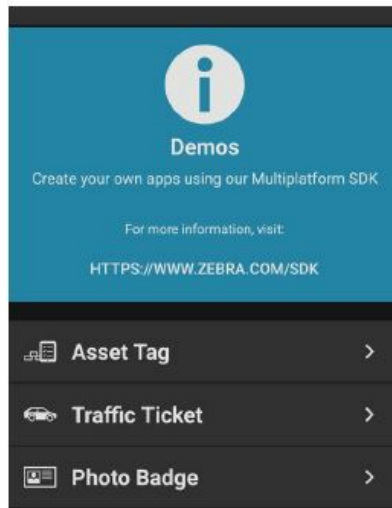 Demos
Create your own apps using our Multiplatform SDK
For more information, visit:
HTTPS://WWW.ZEBRA.COM/SDK
Asset Tag
Traffic Ticket
Photo Badge